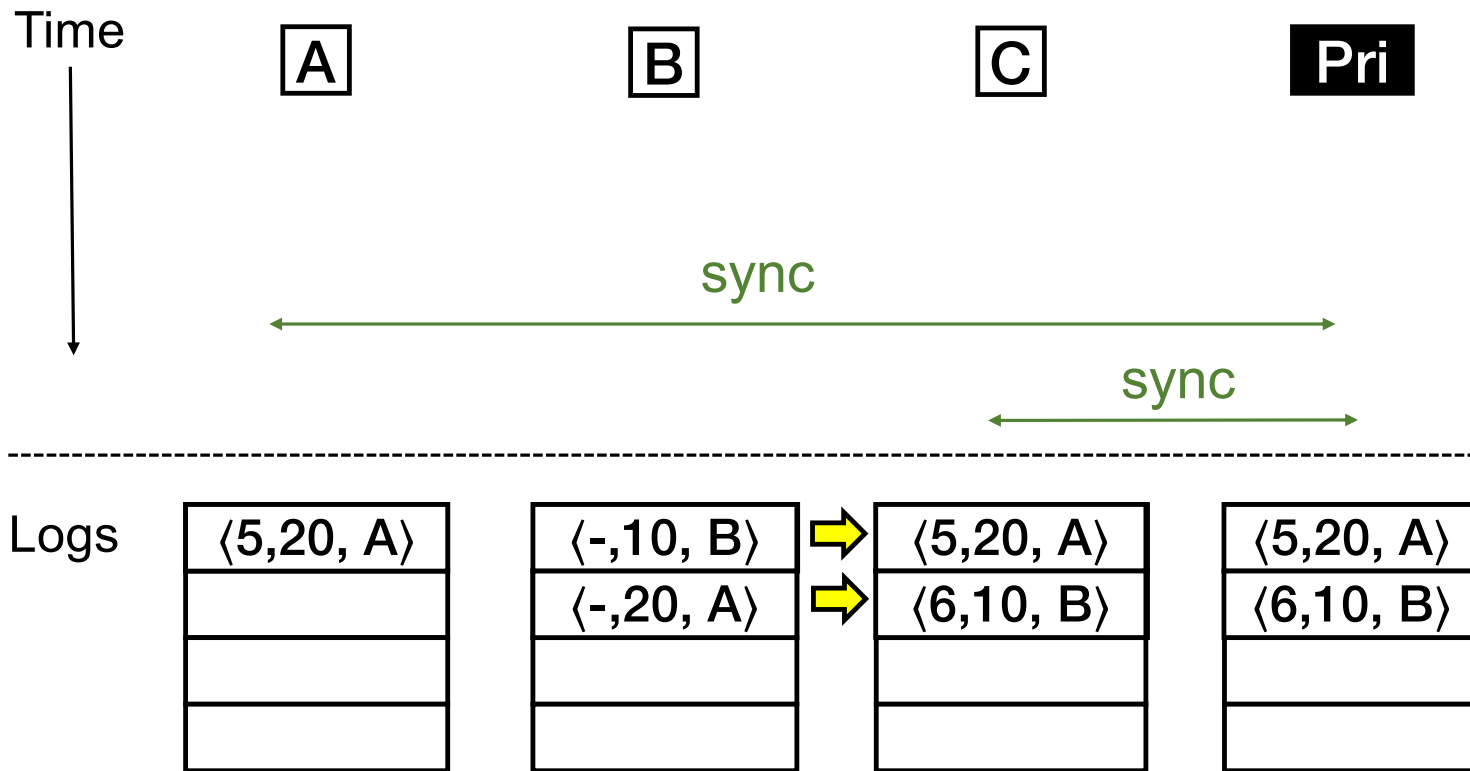 Time
A
B
C
Pri
sync
sync
Logs
⟨5,20, A⟩
⟨-,10, B⟩
⟨5,20, A⟩
⟨5,20, A⟩
⟨-,20, A⟩
⟨6,10, B⟩
⟨6,10, B⟩